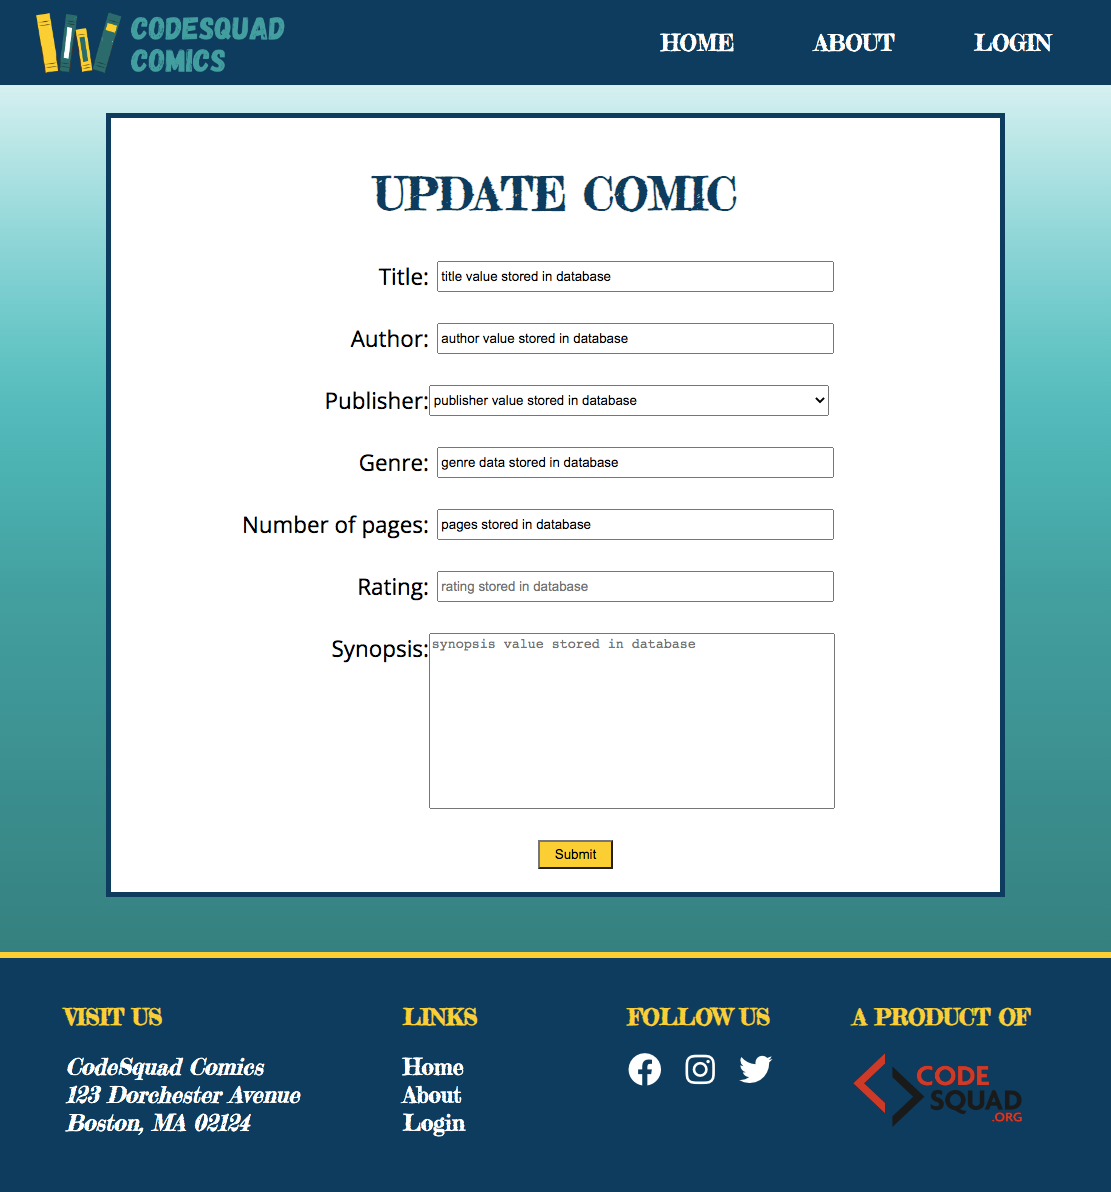 CODESQUAD
COMICS
HOME ABOUT LOGIN
UPDATE COMIC
Title: title value stored in database
Author: author value stored in database
Publisher: publisher value stored in database
Genre: genre data stored in database
Number of pages: pages stored in database
Rating: rating stored in database
Synopsis: synopsis value stored in database
Submit
VISIT US
CodeSquad Comics
123 Dorchester Avenue
Boston, MA 02124
LINKS
Home
About
Login
FOLLOW US
A PRODUCT OF
CODE
SQUAD
.ORG